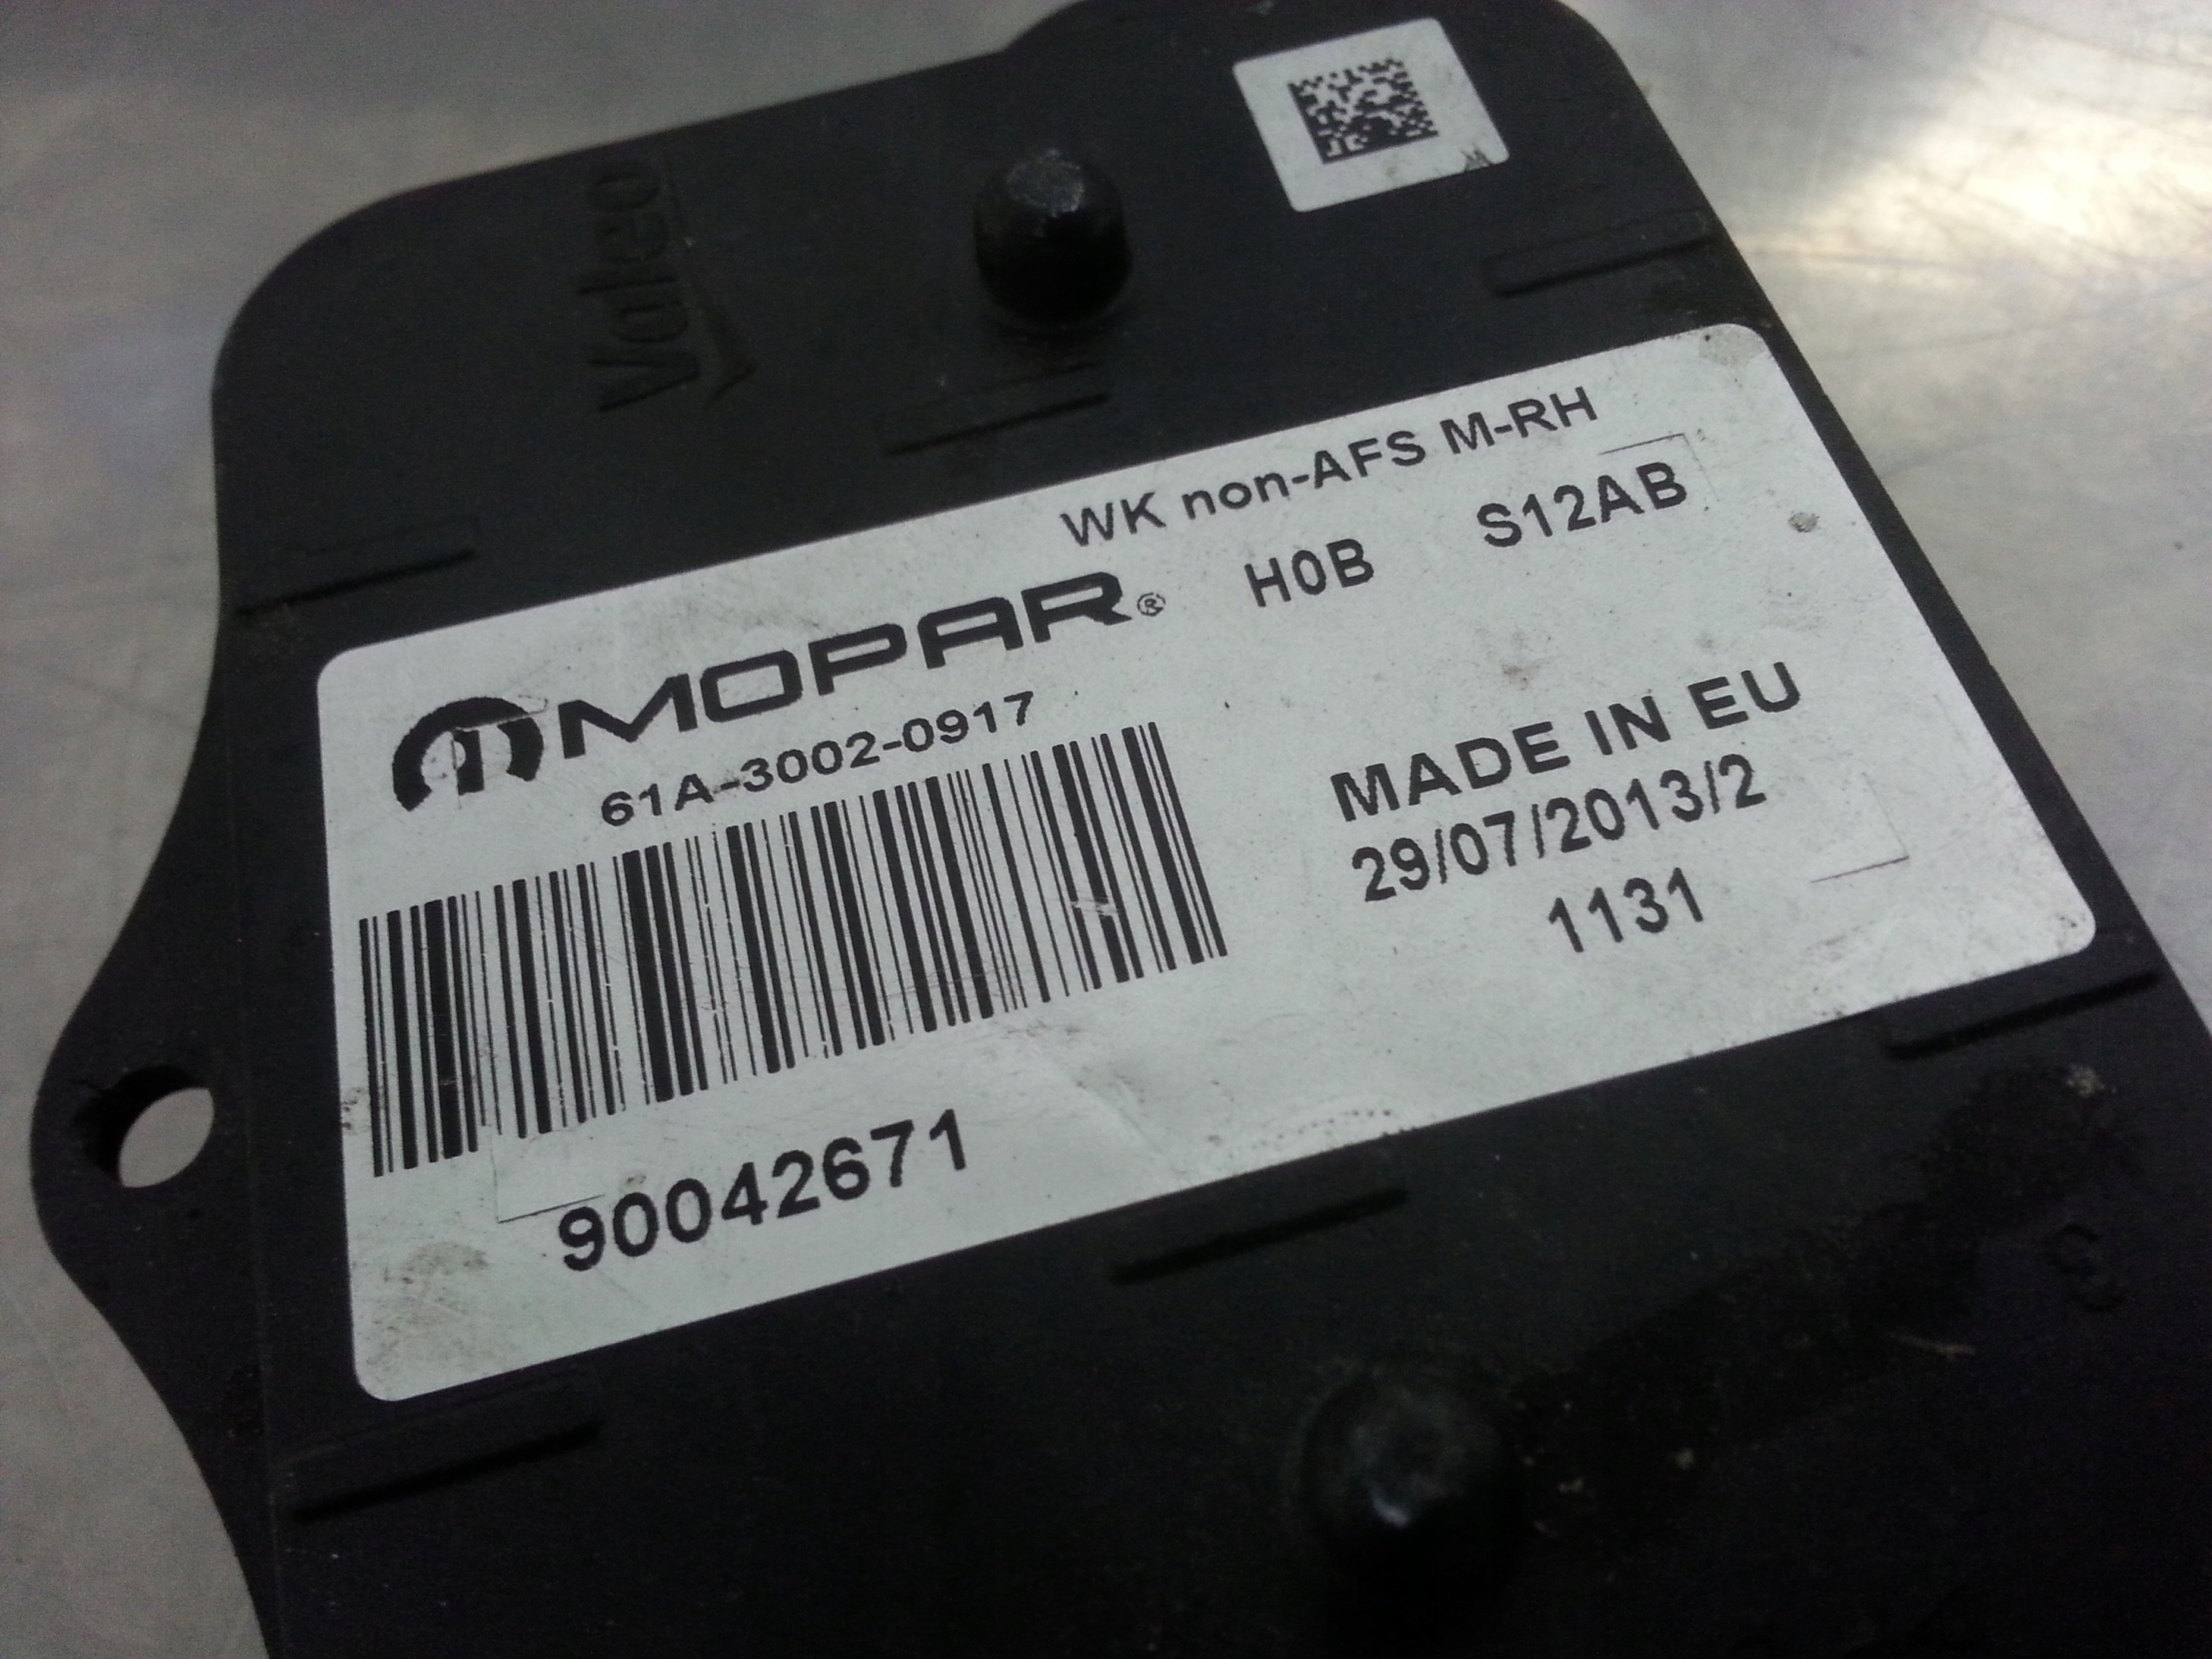 Valeo
WK non-AFS M-RH
MOPAR® H0B S12AB
61A-3002-0917
MADE IN EU
29/07/2013/2
1131
90042671